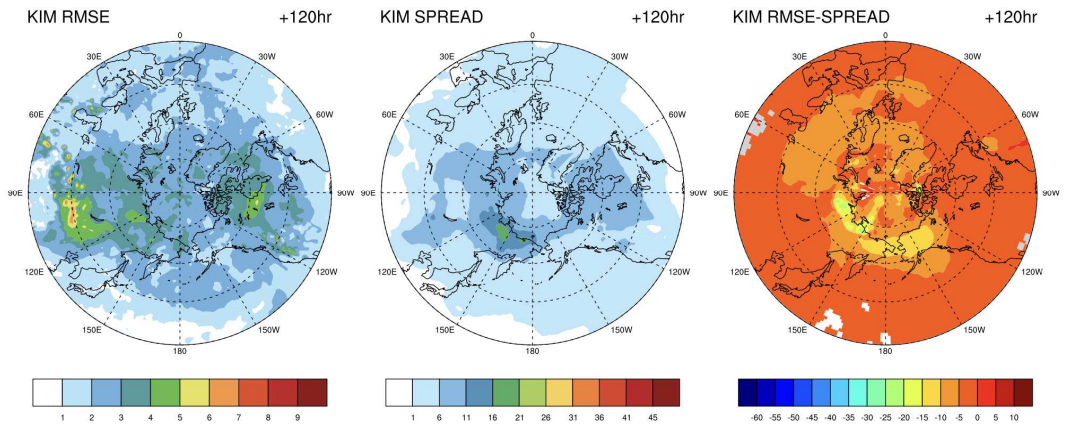 KIM RMSE +120hr
KIM SPREAD +120hr
KIM RMSE-SPREAD +120hr
0
30E 30W
60E 60W
90E 90W
120E 120W
150E 150W
180
0
30E 30W
60E 60W
90E 90W
120E 120W
150E 150W
180
0
30E 30W
60E 60W
90E 90W
120E 120W
150E 150W
180
1 2 3 4 5 6 7 8 9
1 6 11 16 21 26 31 36 41 45
-60 -55 -50 -45 -40 -35 -30 -25 -20 -15 -10 -5 0 5 10